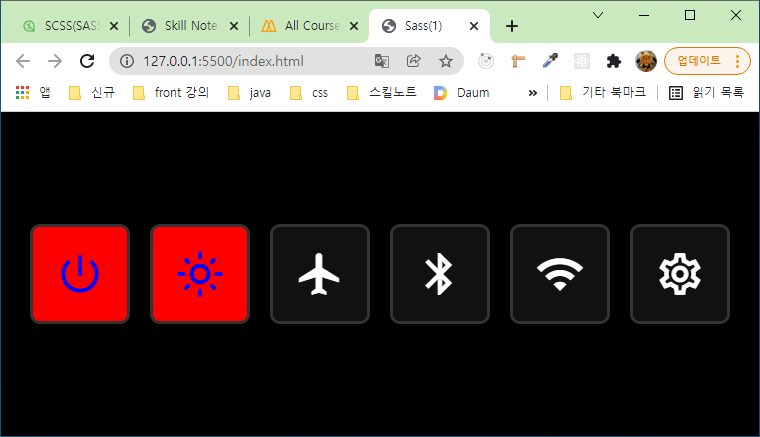 SCSS(SASS
Skill Note
All Course
Sass(1)
127.0.0.1:5500/index.html
업데이트
앱
신규
front 강의
java
css
스킬노트
Daum
»
기타 북마크
읽기 목록